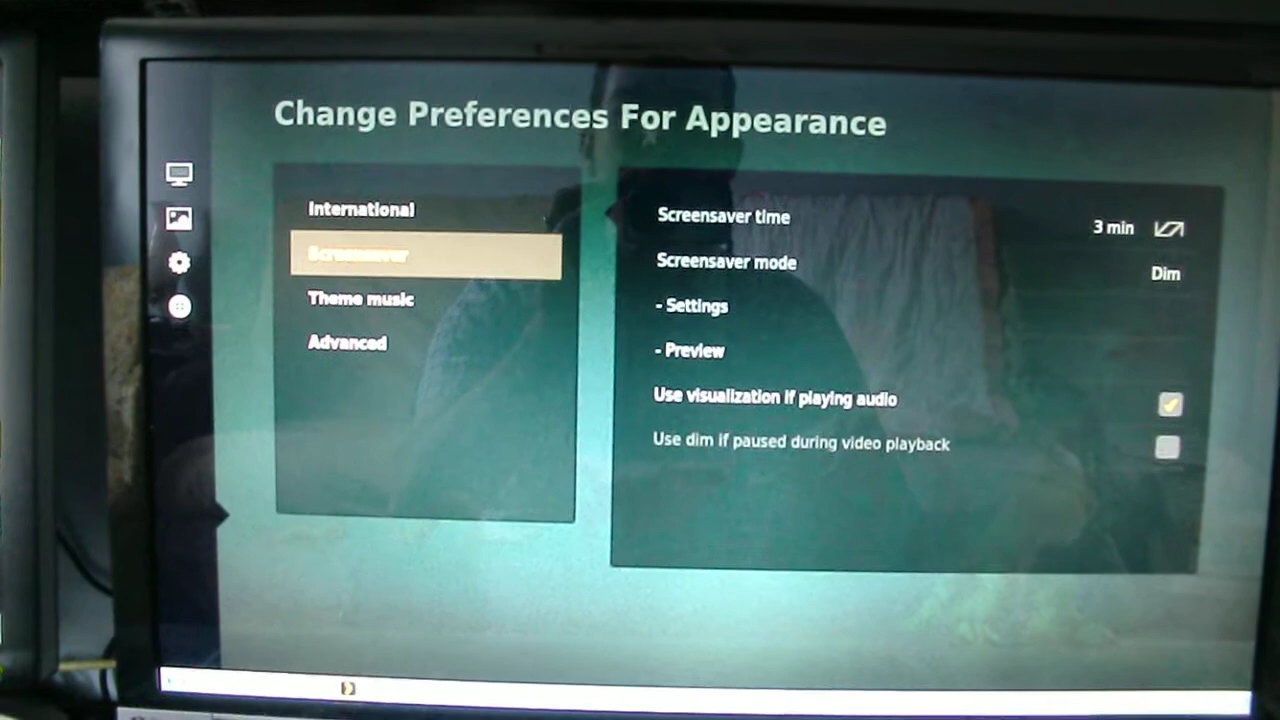 Change Preferences For Appearance
International
Screensaver
Theme music
Advanced
Screensaver time 3 min
Screensaver mode Dim
- Settings
- Preview
Use visualization if playing audio
Use dim if paused during video playback